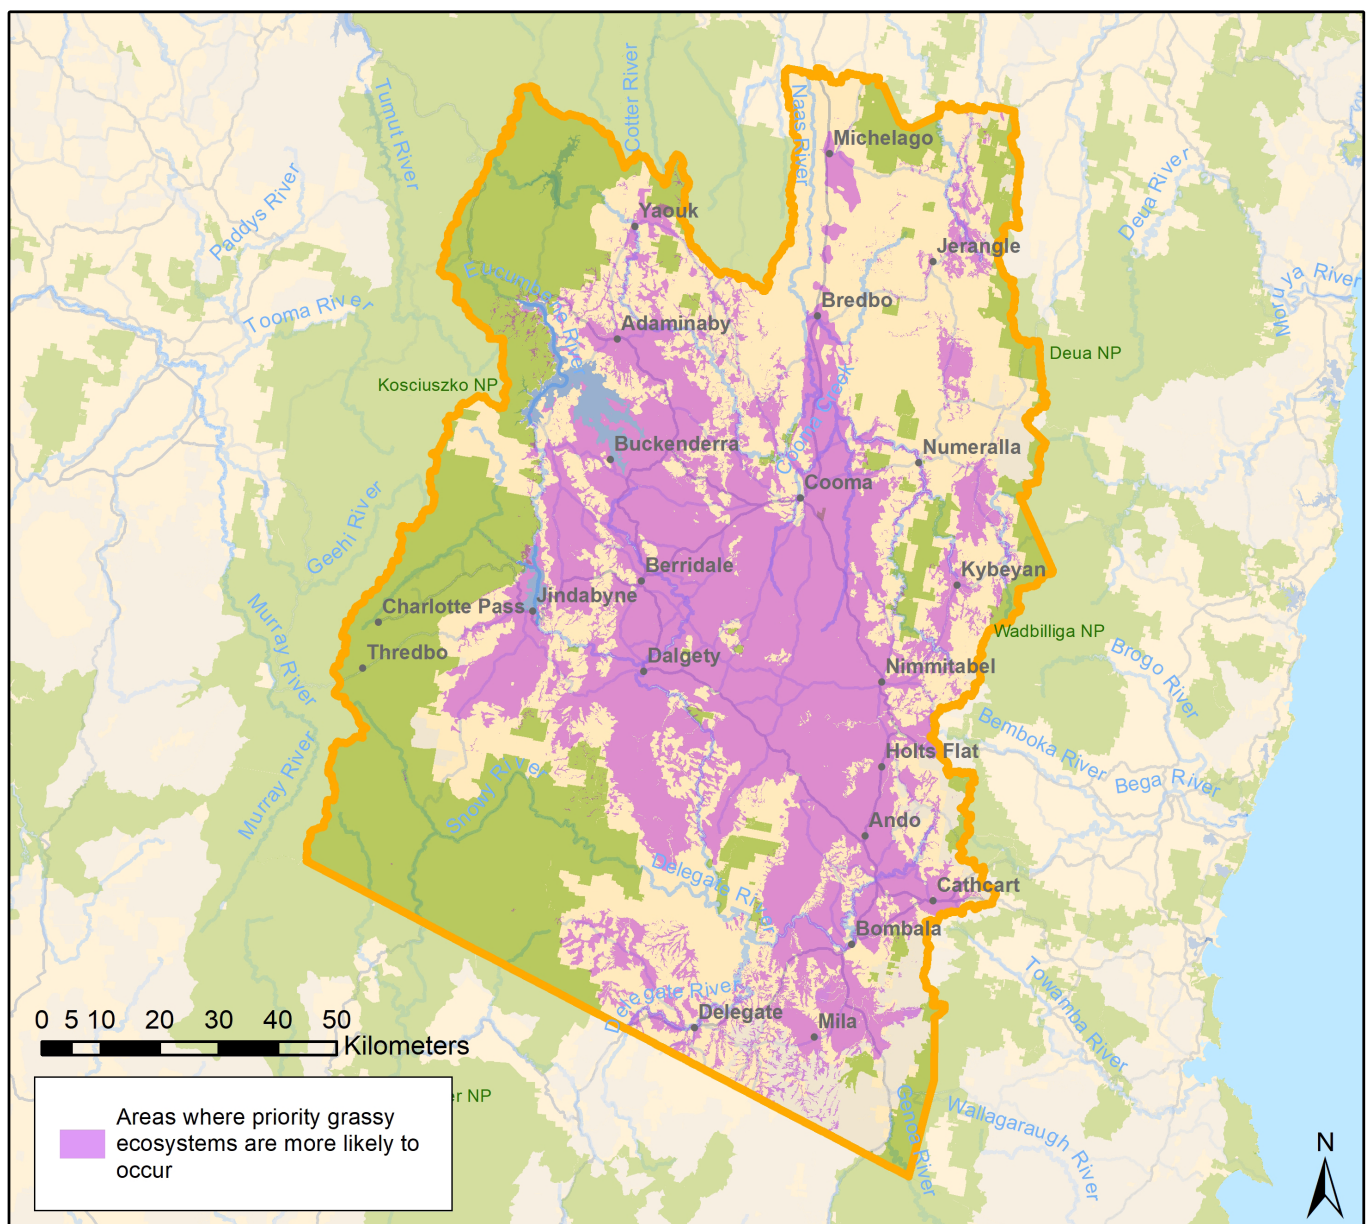 Cotter River
Tumut River
Naas River
Michelago
Deua River
Paddys River
Yaouk
Jerangle
Moruya River
Eucumbene River
Tooma River
Bredbo
Adaminaby
Deua NP
Kosciuszko NP
Cooma Creek
Buckenderra
Numeralla
Cooma
Geehi River
Berridale
Kybeyan
Jindabyne
Charlotte Pass
Murray River
Wadbilliga NP
Thredbo
Dalgety
Nimmitabel
Brogo River
Bemboka River
Holts Flat
Bega River
Snowy River
Murray River
Ando
Delegate River
Cathcart
Bombala
Towamba River
Delegate River
Delegate
Mila
0 5 10 20 30 40 50
Kilometers
er NP
Genoa River
Wallagaraugh River
Areas where priority grassy
ecosystems are more likely to
occur
N